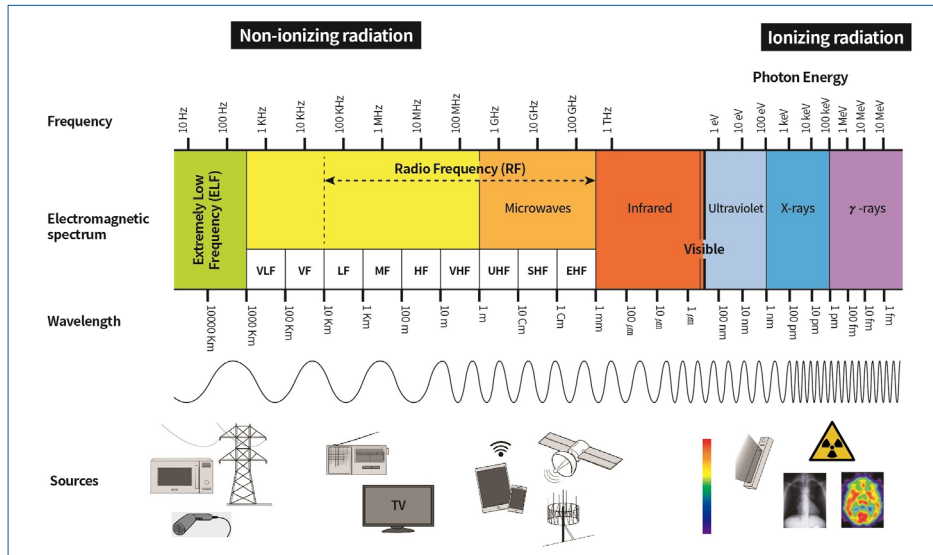 Non-ionizing radiation
Ionizing radiation
Photon Energy
Frequency
10 Hz
100 Hz
1 KHz
10 KHz
100 KHz
1 MHz
10 MHz
100 MHz
1 GHz
10 GHz
100 GHz
1 THz
1 eV
10 eV
100 eV
1 keV
10 keV
100 keV
1 MeV
10 MeV
10 MeV
Electromagnetic
spectrum
Extremely Low
Frequency (ELF)
Radio Frequency (RF)
Microwaves
Infrared
Visible
Ultraviolet
X-rays
γ -rays
VLF
VF
LF
MF
HF
VHF
UHF
SHF
EHF
Wavelength
10000 Km
1000 Km
100 Km
10 Km
1 Km
100 m
10 m
1 m
10 Cm
1 Cm
1 mm
100 ㎛
10 ㎛
1 ㎛
100 nm
10 nm
1 nm
100 pm
10 pm
1 pm
100 fm
10 fm
1 fm
Sources
TV